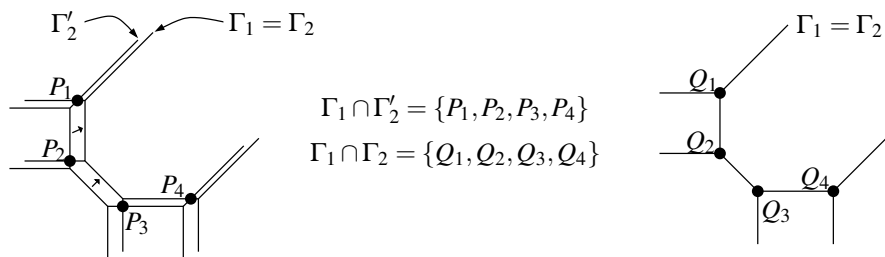 Γ′₂
Γ₁ = Γ₂
P₁
P₂
P₃
P₄
Γ₁ ∩ Γ′₂ = {P₁, P₂, P₃, P₄}
Γ₁ ∩ Γ₂ = {Q₁, Q₂, Q₃, Q₄}
Γ₁ = Γ₂
Q₁
Q₂
Q₃
Q₄